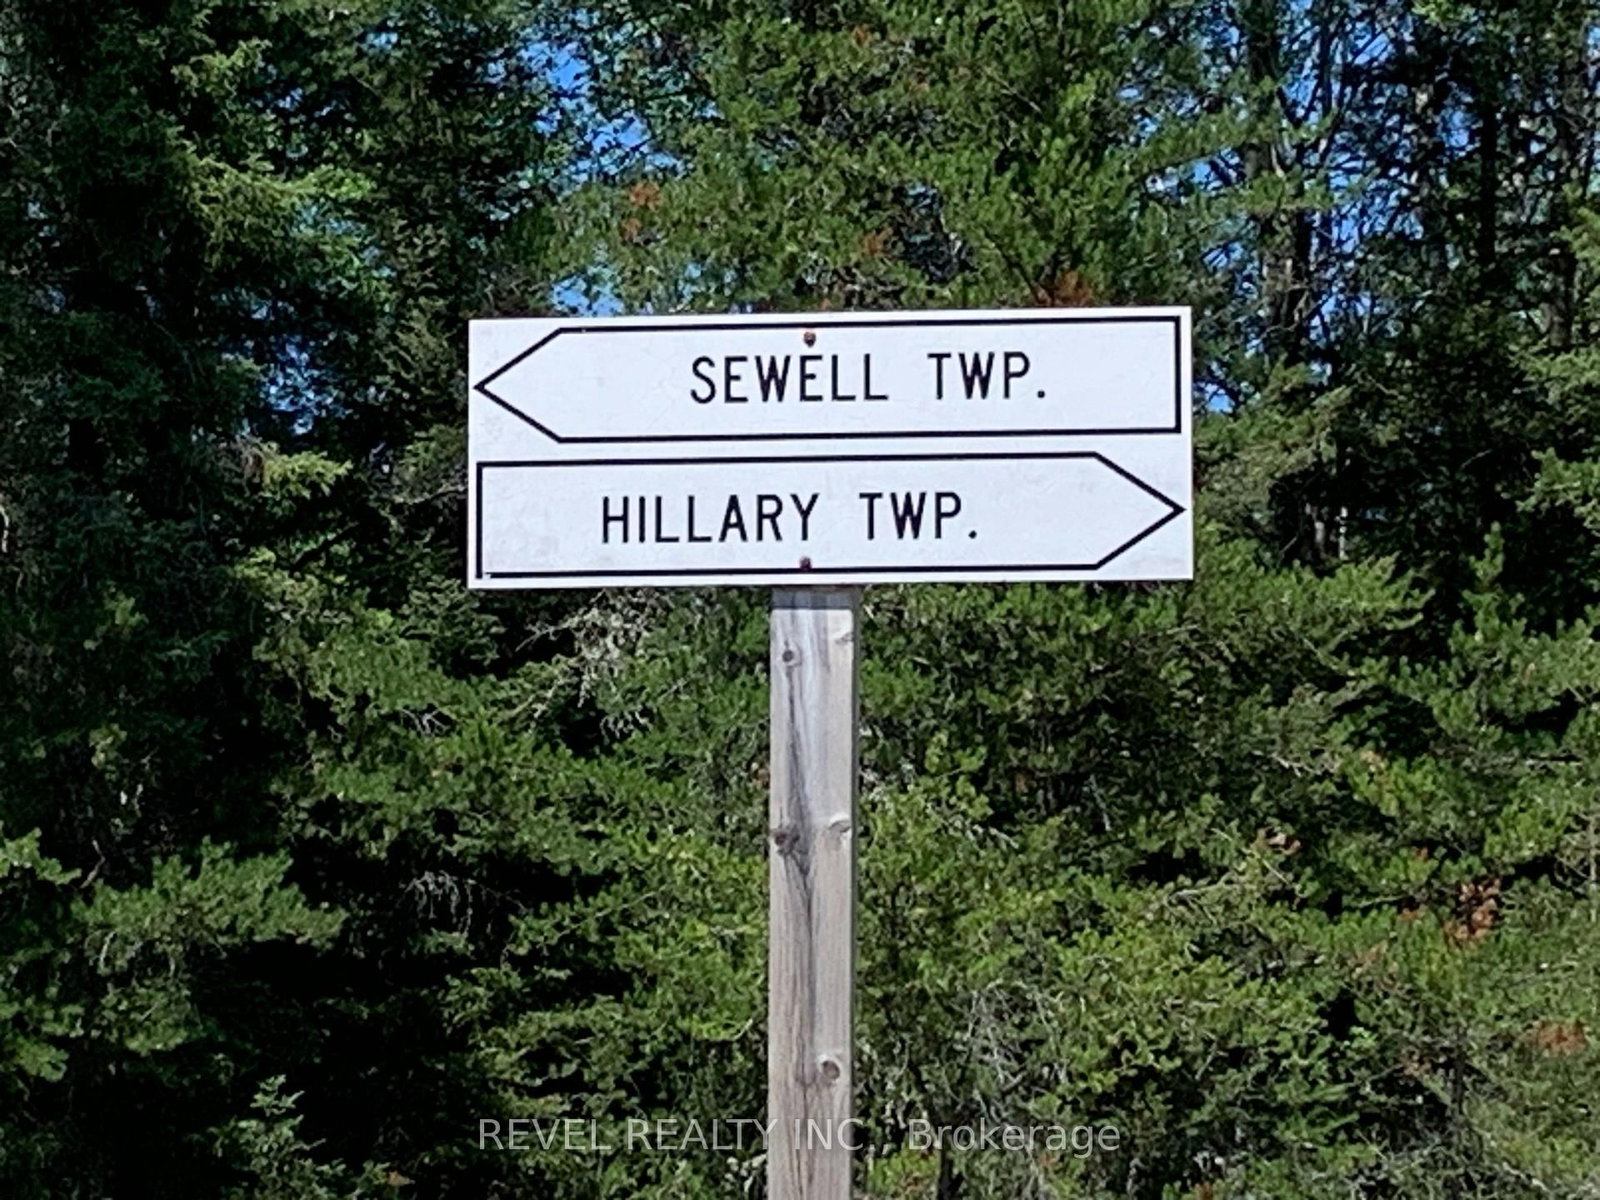 SEWELL TWP.
HILLARY TWP.
REVEL REALTY INC., Brokerage